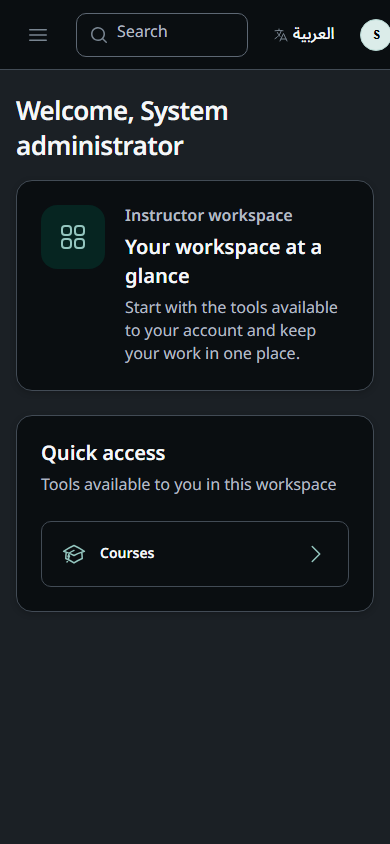 Search
العربية
S
Welcome, System
administrator
Instructor workspace
Your workspace at a
glance
Start with the tools available
to your account and keep
your work in one place.
Quick access
Tools available to you in this workspace
Courses